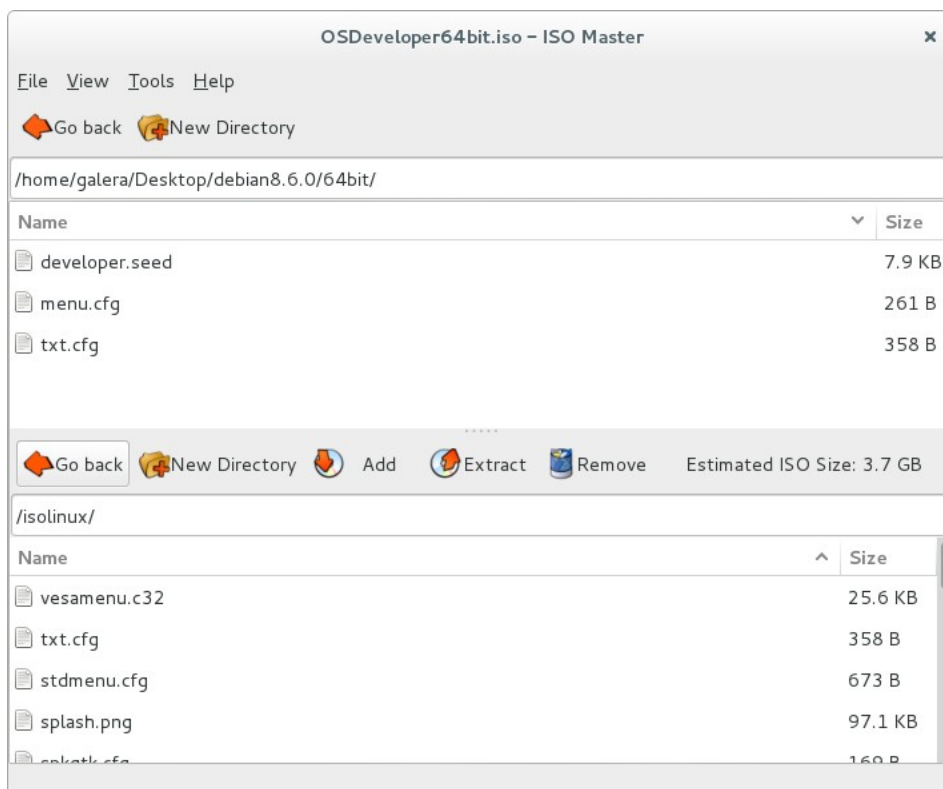 OSDeveloper64bit.iso – ISO Master
File View Tools Help
Go back New Directory
/home/galera/Desktop/debian8.6.0/64bit/
Name Size
developer.seed 7.9 KB
menu.cfg 261 B
txt.cfg 358 B
Go back New Directory Add Extract Remove Estimated ISO Size: 3.7 GB
/isolinux/
Name Size
vesamenu.c32 25.6 KB
txt.cfg 358 B
stdmenu.cfg 673 B
splash.png 97.1 KB
spkgtk.cfg 169 B